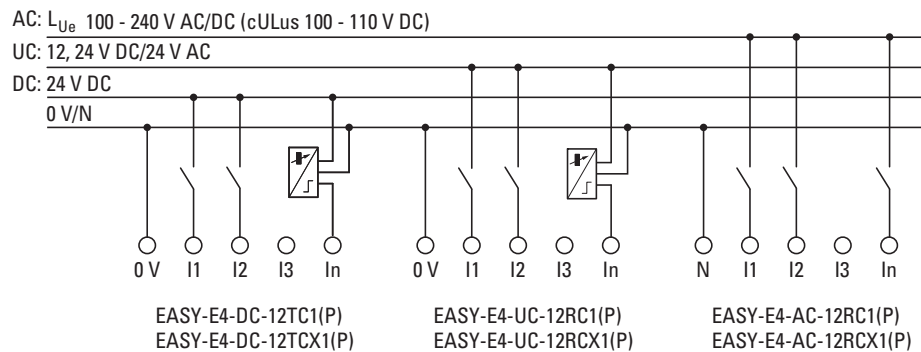 AC: LUe 100 - 240 V AC/DC (cULus 100 - 110 V DC)
UC: 12, 24 V DC/24 V AC
DC: 24 V DC
0 V/N
0 V I1 I2 I3 In 0 V I1 I2 I3 In N I1 I2 I3 In
EASY-E4-DC-12TC1(P) EASY-E4-UC-12RC1(P) EASY-E4-AC-12RC1(P)
EASY-E4-DC-12TCX1(P) EASY-E4-UC-12RCX1(P) EASY-E4-AC-12RCX1(P)